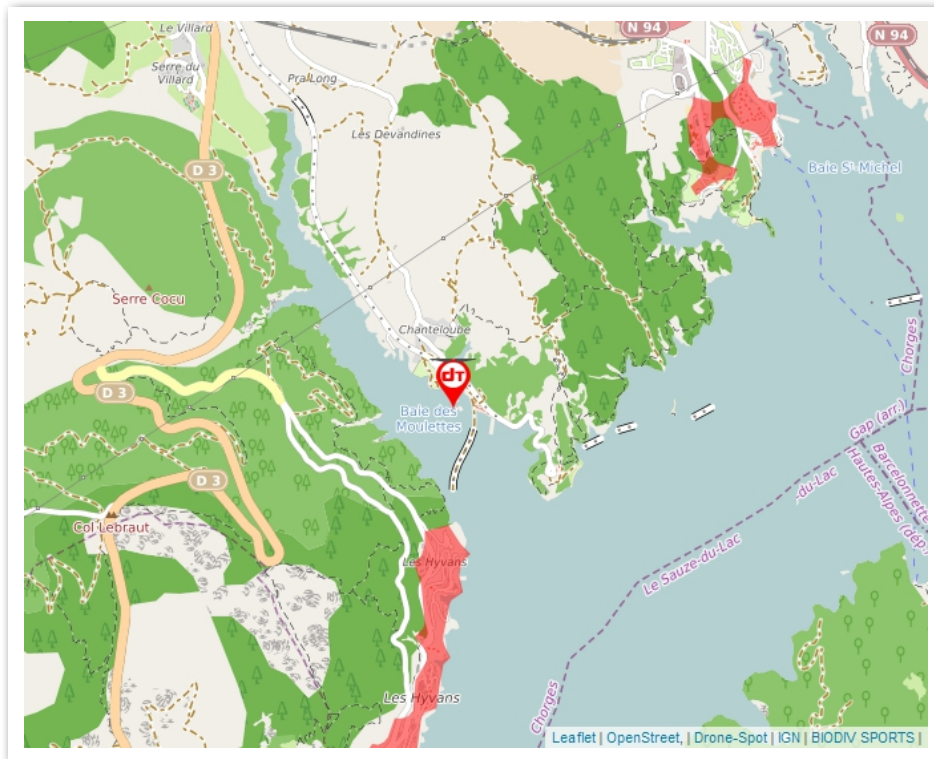 Le Villard
N 94
N 94
Serre du
Villard
Pra Long
Les Devandines
D 3
Baie St-Michel
Serre Cocu
Chanteloube
Chorges
dT
D 3
Baie des
Moulettes
Gap (arr.)
Barcelonnette
Hautes-Alpes (dép.)
D 3
-du-Lac
Col Lebraut
Les Hyvans
Le Sauze-du-Lac
Les Hyvans
Chorges
Leaflet | OpenStreet, | Drone-Spot | IGN | BIODIV SPORTS |